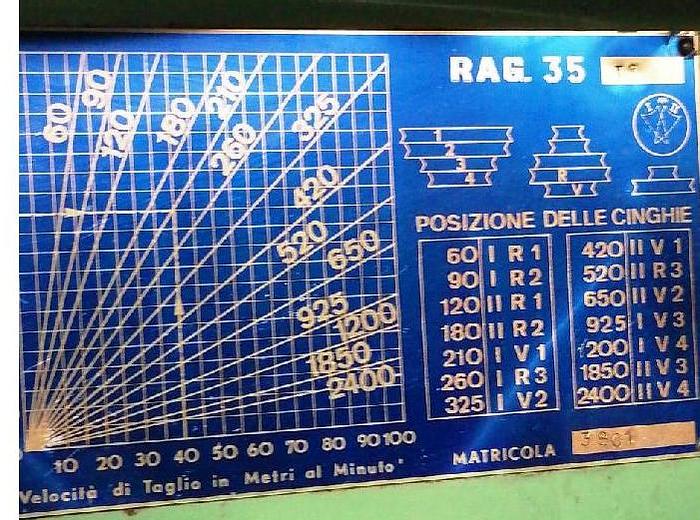 RAG. 35
I II
60 90 120 180 210 260 325
420
520
650
925
1200
1850
2400
1
2
3
4
R
V
POSIZIONE DELLE CINGHIE
60 I R 1
90 I R 2
120 II R 1
180 II R 2
210 I V 1
260 I R 3
325 I V 2
420 II V 1
520 II R 3
650 II V 2
925 I V 3
1200 I V 4
1850 II V 3
2400 II V 4
10 20 30 40 50 60 70 80 90 100
Velocità di Taglio in Metri al Minuto'
MATRICOLA 3901